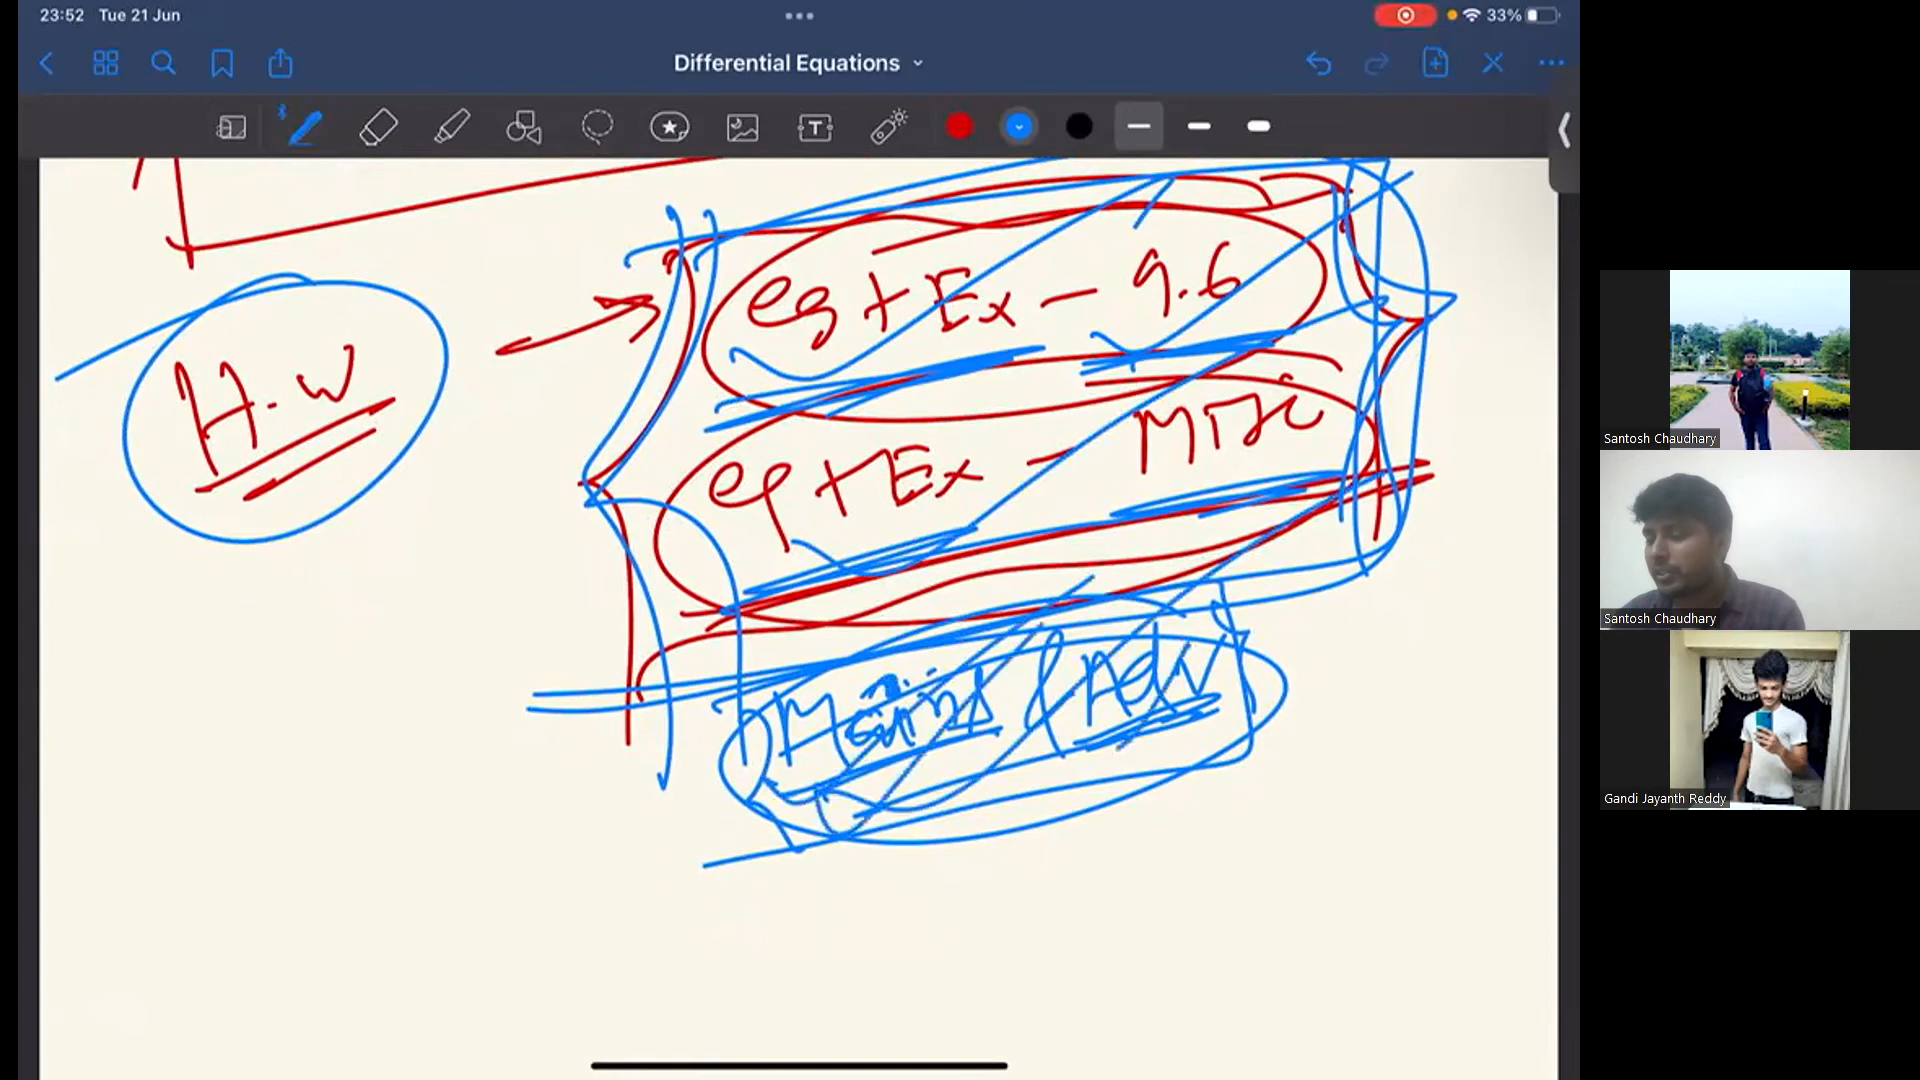 23:52 Tue 21 Jun
33%
Differential Equations
T
eg + Ex - 9.6
H.W
eg + Ex -
Mains (Adv
Santosh Chaudhary
Santosh Chaudhary
Gandi Jayanth Reddy